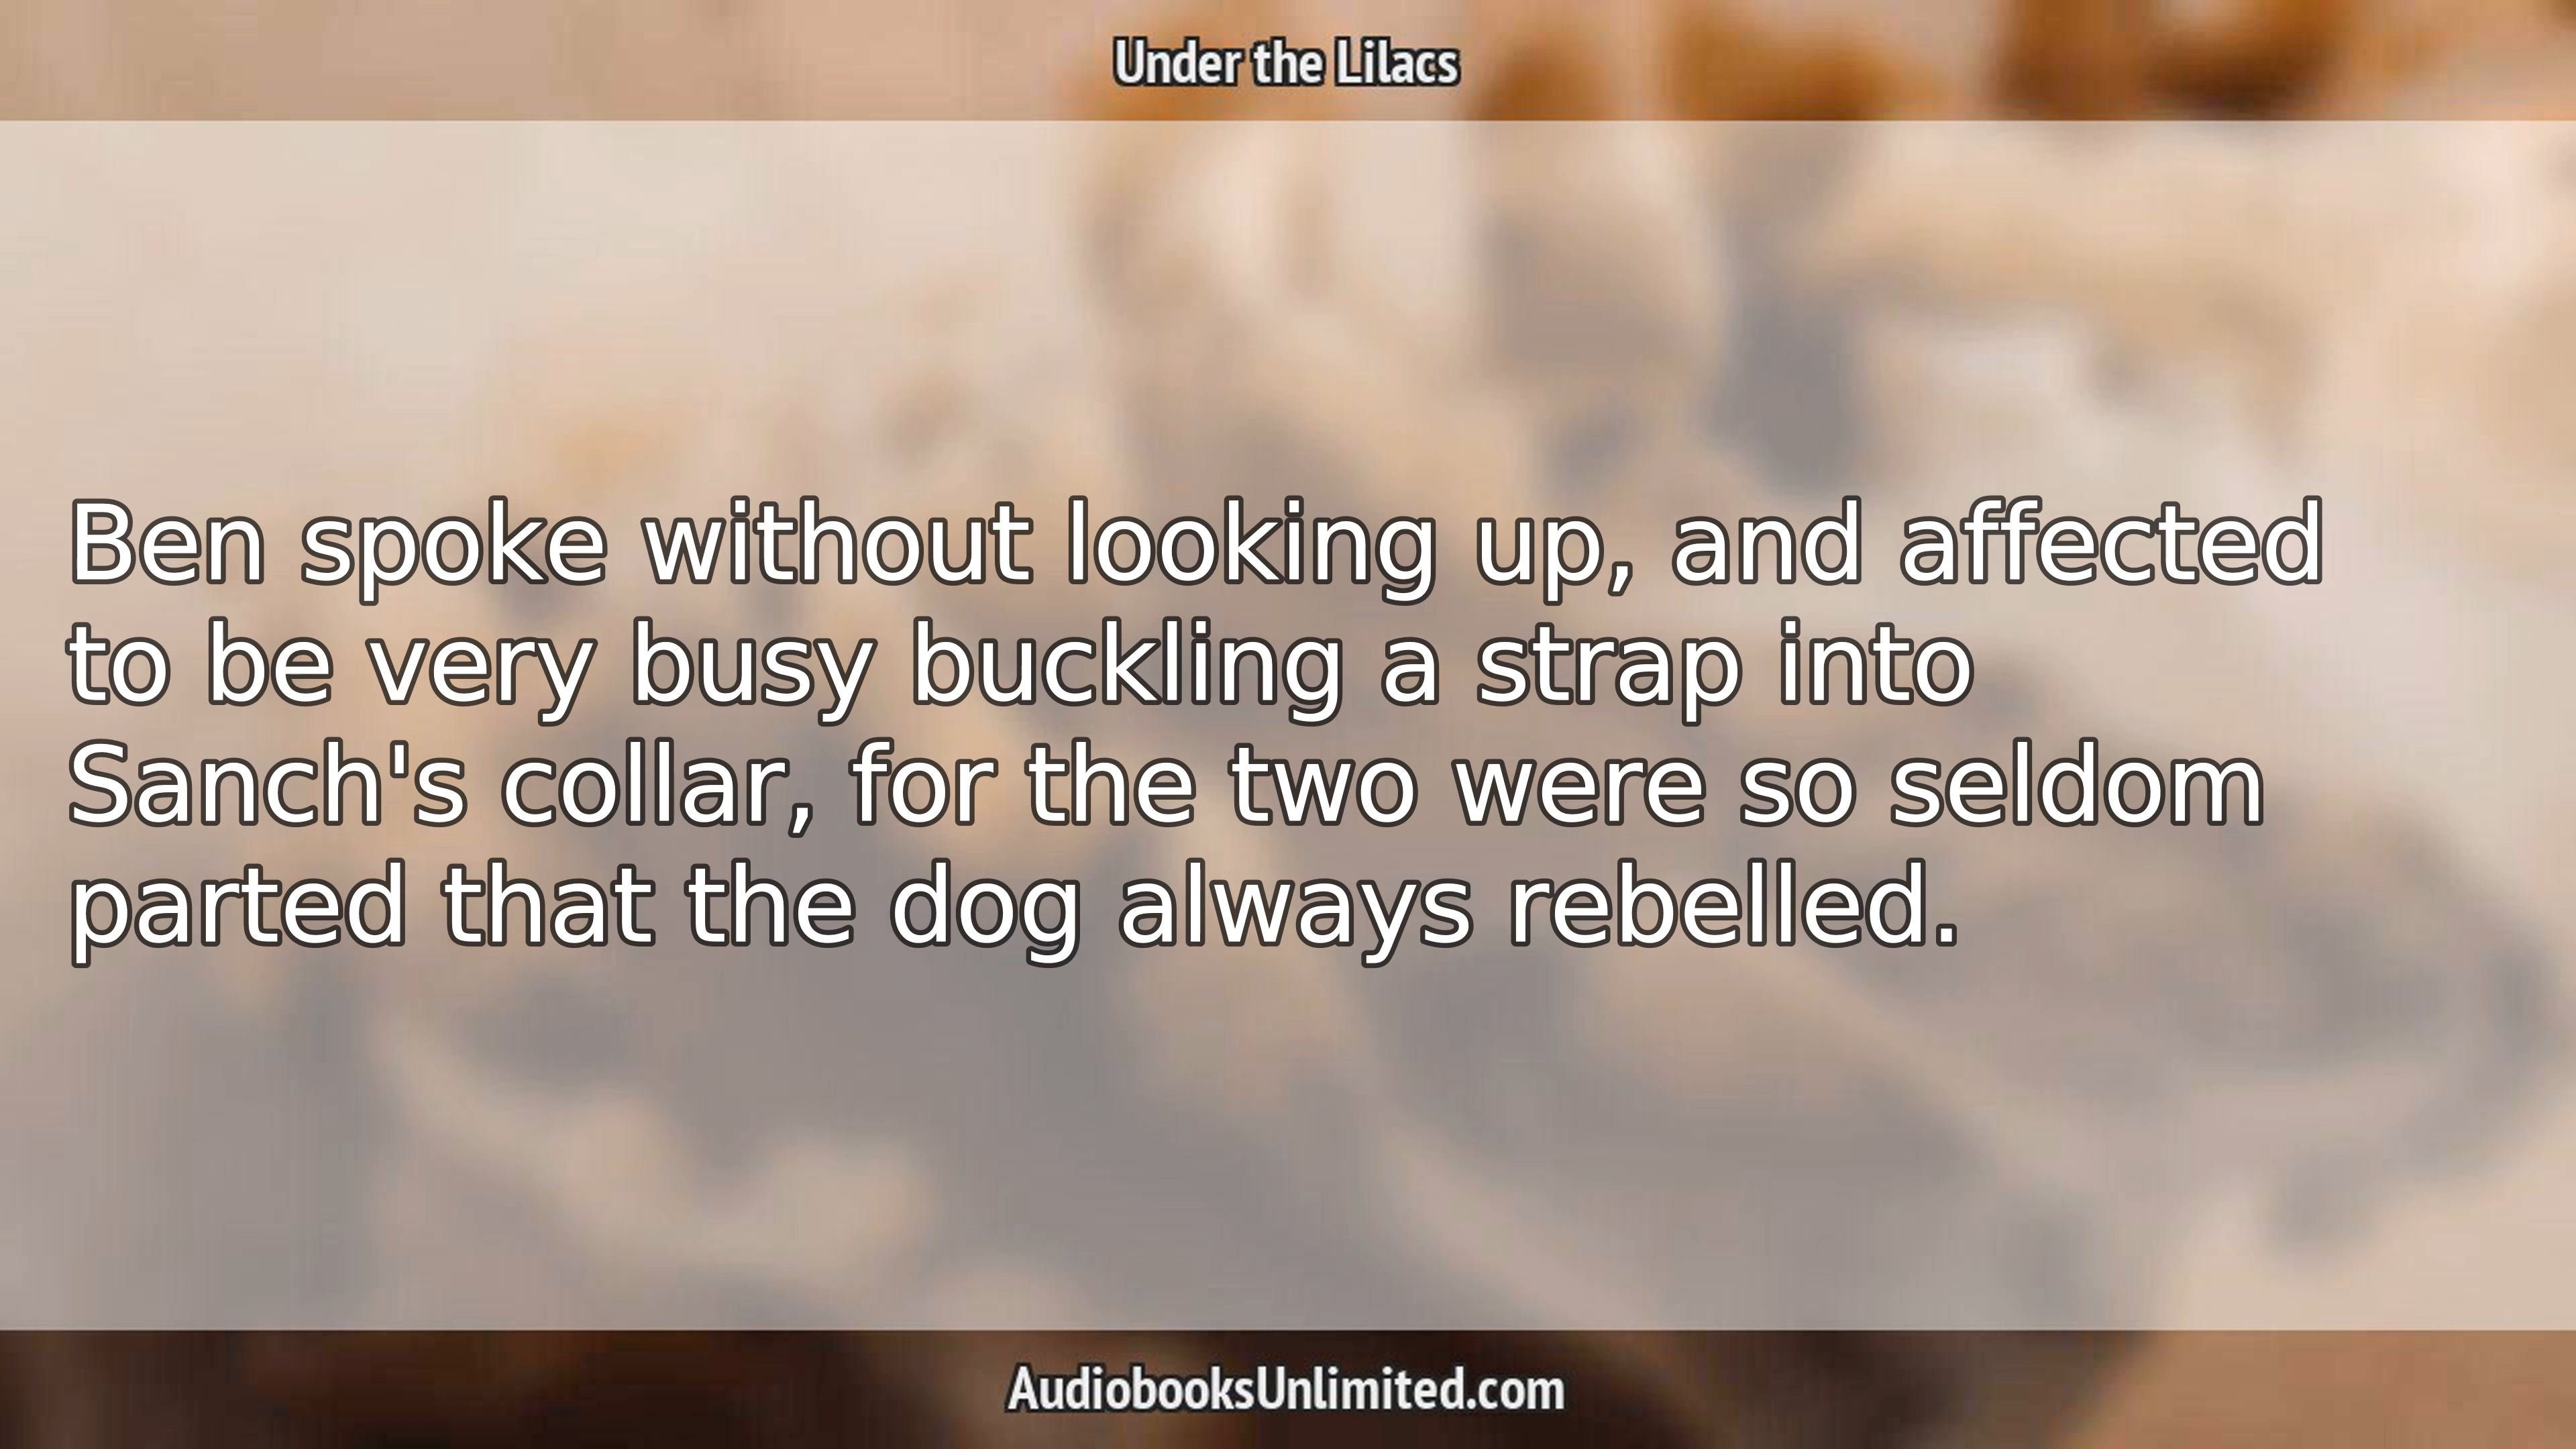 Under the Lilacs
Ben spoke without looking up, and affected
to be very busy buckling a strap into
Sanch's collar, for the two were so seldom
parted that the dog always rebelled.
AudiobooksUnlimited.com